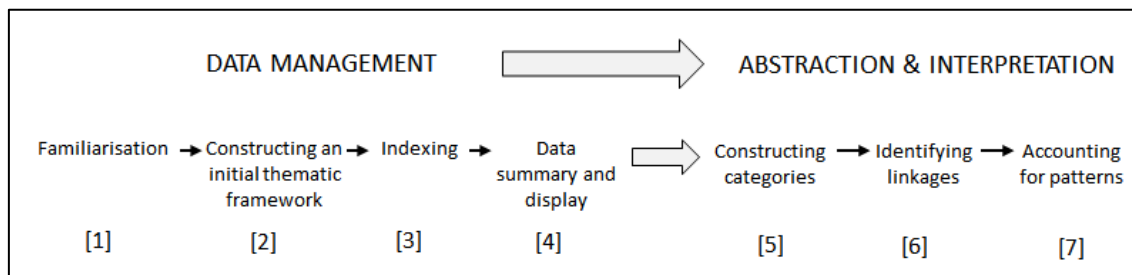 DATA MANAGEMENT
ABSTRACTION & INTERPRETATION
Familiarisation
Constructing an
initial thematic
framework
Indexing
Data
summary and
display
Constructing
categories
Identifying
linkages
Accounting
for patterns
[1]
[2]
[3]
[4]
[5]
[6]
[7]